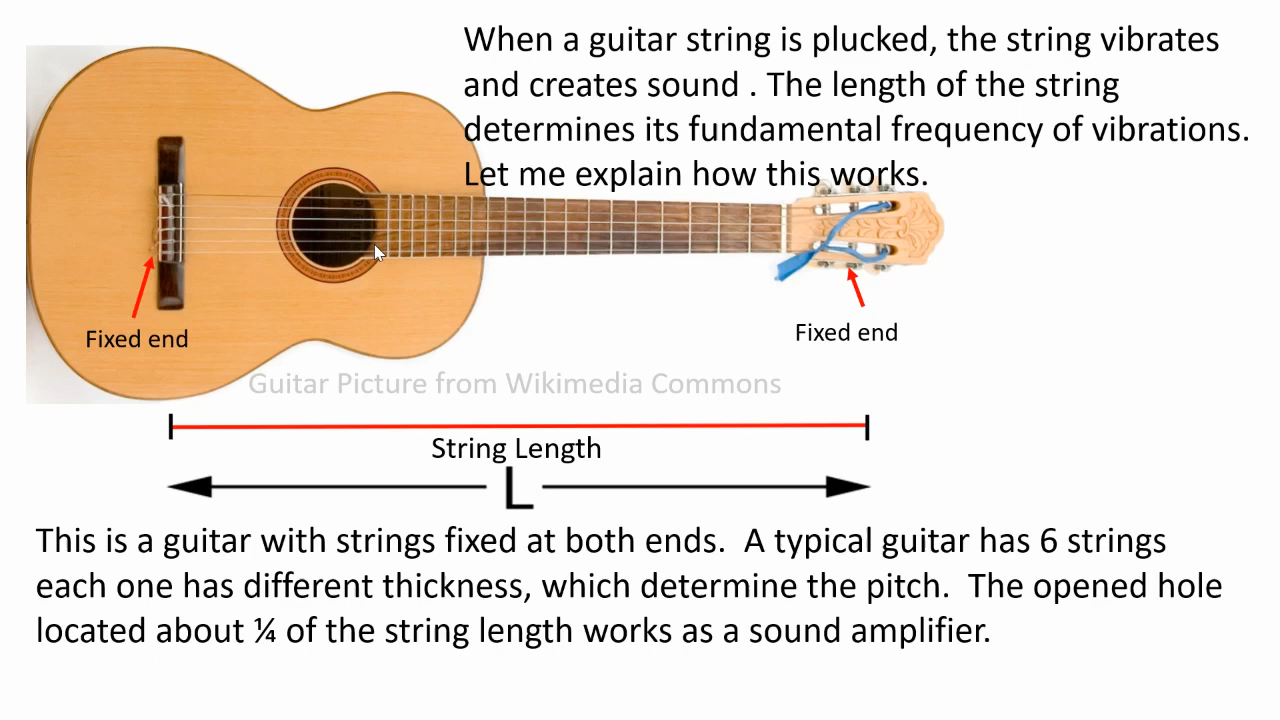 When a guitar string is plucked, the string vibrates
and creates sound . The length of the string
determines its fundamental frequency of vibrations.
Let me explain how this works.
Fixed end
Fixed end
Guitar Picture from Wikimedia Commons
String Length
L
This is a guitar with strings fixed at both ends.  A typical guitar has 6 strings
each one has different thickness, which determine the pitch.  The opened hole
located about ¼ of the string length works as a sound amplifier.